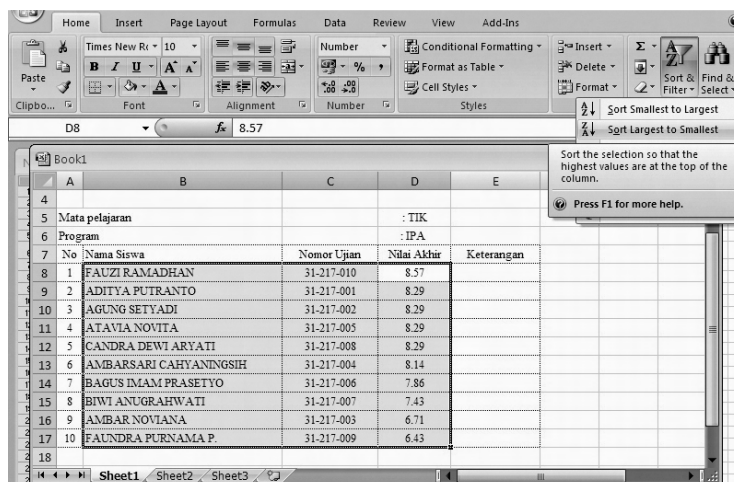 Home Insert Page Layout Formulas Data Review View Add-Ins
Times New Rc 10 Number Conditional Formatting Insert Σ
Paste B I U A A % , Format as Table Delete
A .00 .00 Cell Styles Format Sort & Filter Find & Select
Clipbo... Font Alignment Number Styles
Sort Smallest to Largest
D8 fx 8.57 Sort Largest to Smallest
Sort the selection so that the
highest values are at the top of the
column.
Press F1 for more help.
Book1
A B C D E
4
5 Mata pelajaran : TIK
6 Program : IPA
7 No Nama Siswa Nomor Ujian Nilai Akhir Keterangan
8 1 FAUZI RAMADHAN 31-217-010 8.57
9 2 ADITYA PUTRANTO 31-217-001 8.29
10 3 AGUNG SETYADI 31-217-002 8.29
11 4 ATAVIA NOVITA 31-217-005 8.29
12 5 CANDRA DEWI ARYATI 31-217-008 8.29
13 6 AMBARSARI CAHYANINGSIH 31-217-004 8.14
14 7 BAGUS IMAM PRASETYO 31-217-006 7.86
15 8 BIWI ANUGRAHWATI 31-217-007 7.43
16 9 AMBAR NOVIANA 31-217-003 6.71
17 10 FAUNDRA PURNAMA P. 31-217-009 6.43
18
Sheet1 Sheet2 Sheet3